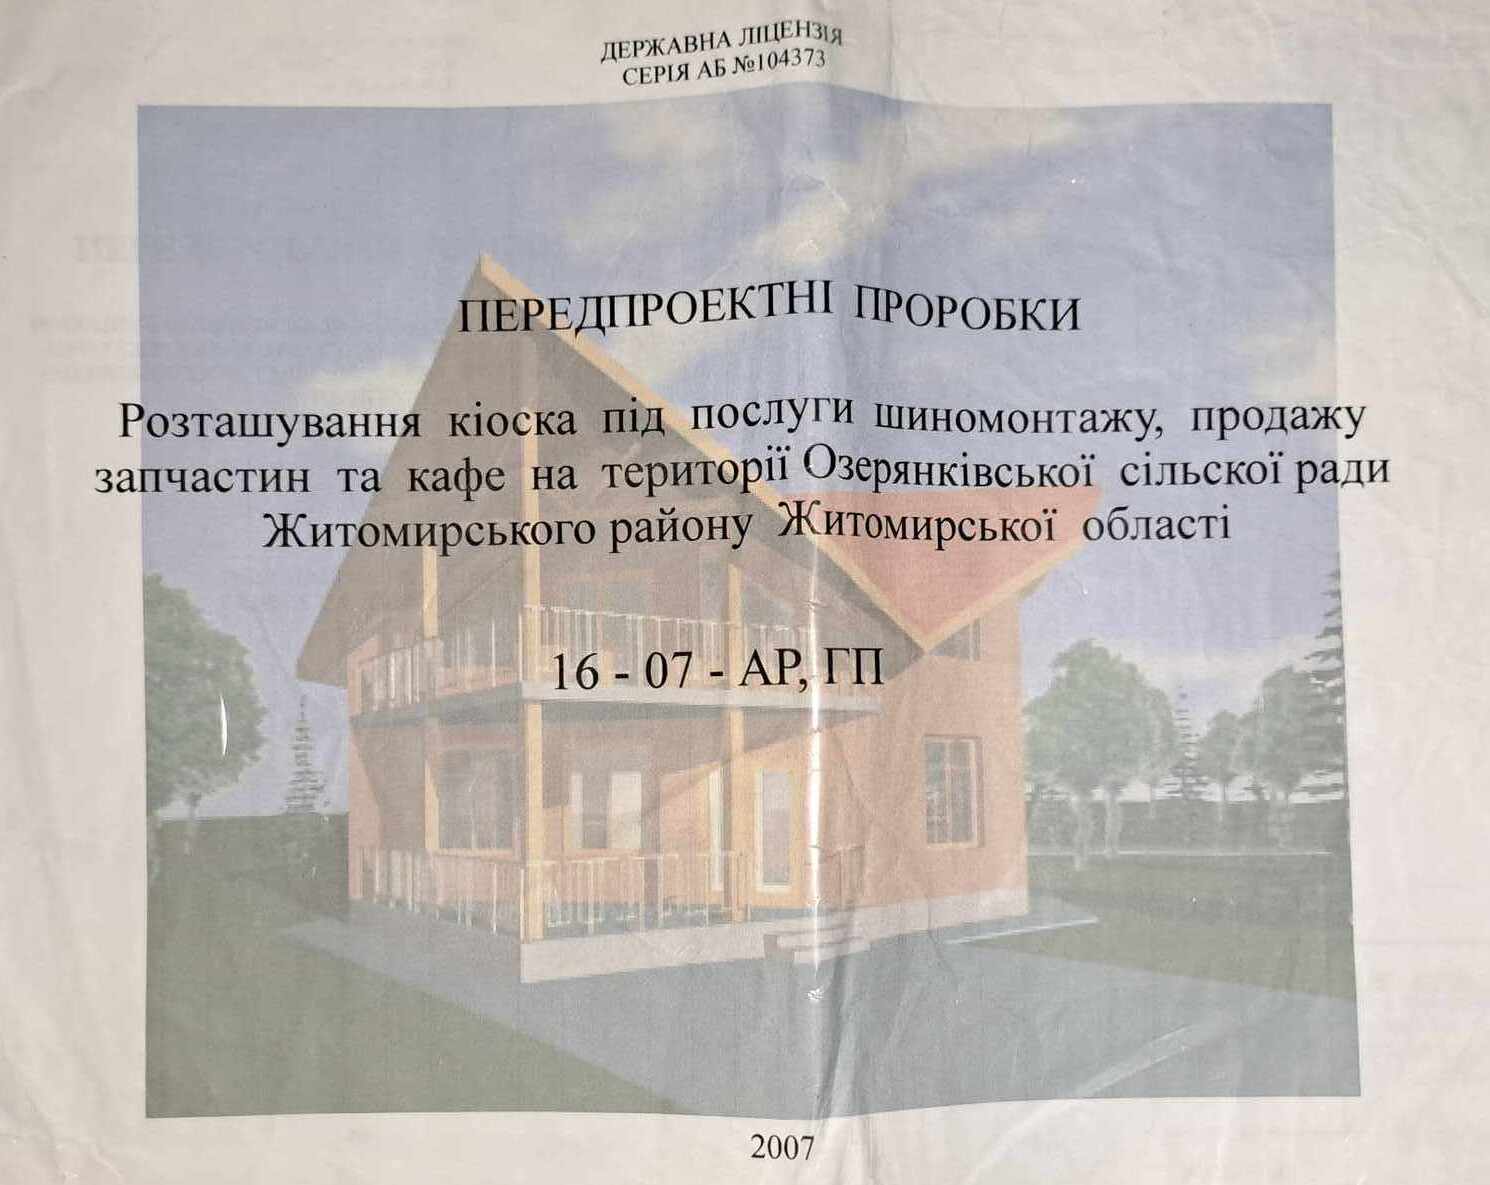 ДЕРЖАВНА ЛІЦЕНЗІЯ
СЕРІЯ АБ №104373
ПЕРЕДПРОЕКТНІ ПРОРОБКИ
Розташування кіоска під послуги шиномонтажу, продажу
запчастин та кафе на території Озерянківської сільскої ради
Житомирського району Житомирської області
16 - 07 - АР, ГП
2007